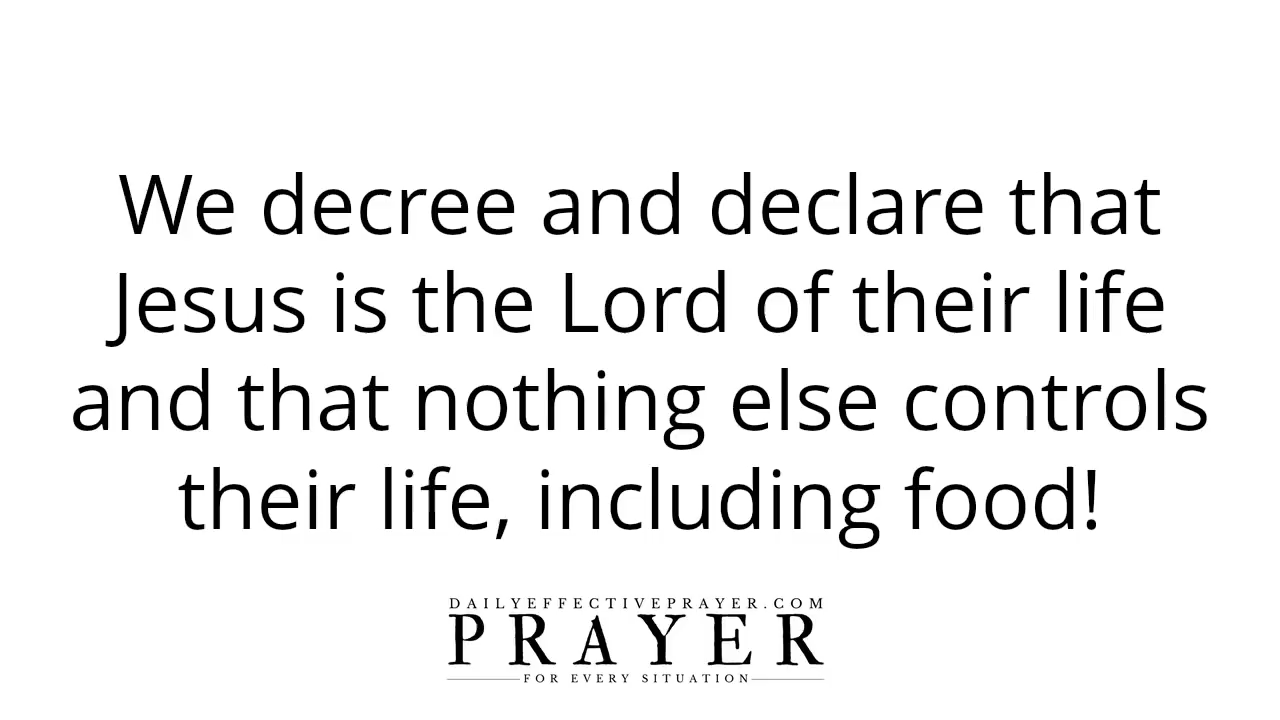 We decree and declare that
Jesus is the Lord of their life
and that nothing else controls
their life, including food!
DAILYEFFECTIVEPRAYER.COM
PRAYER
FOR EVERY SITUATION